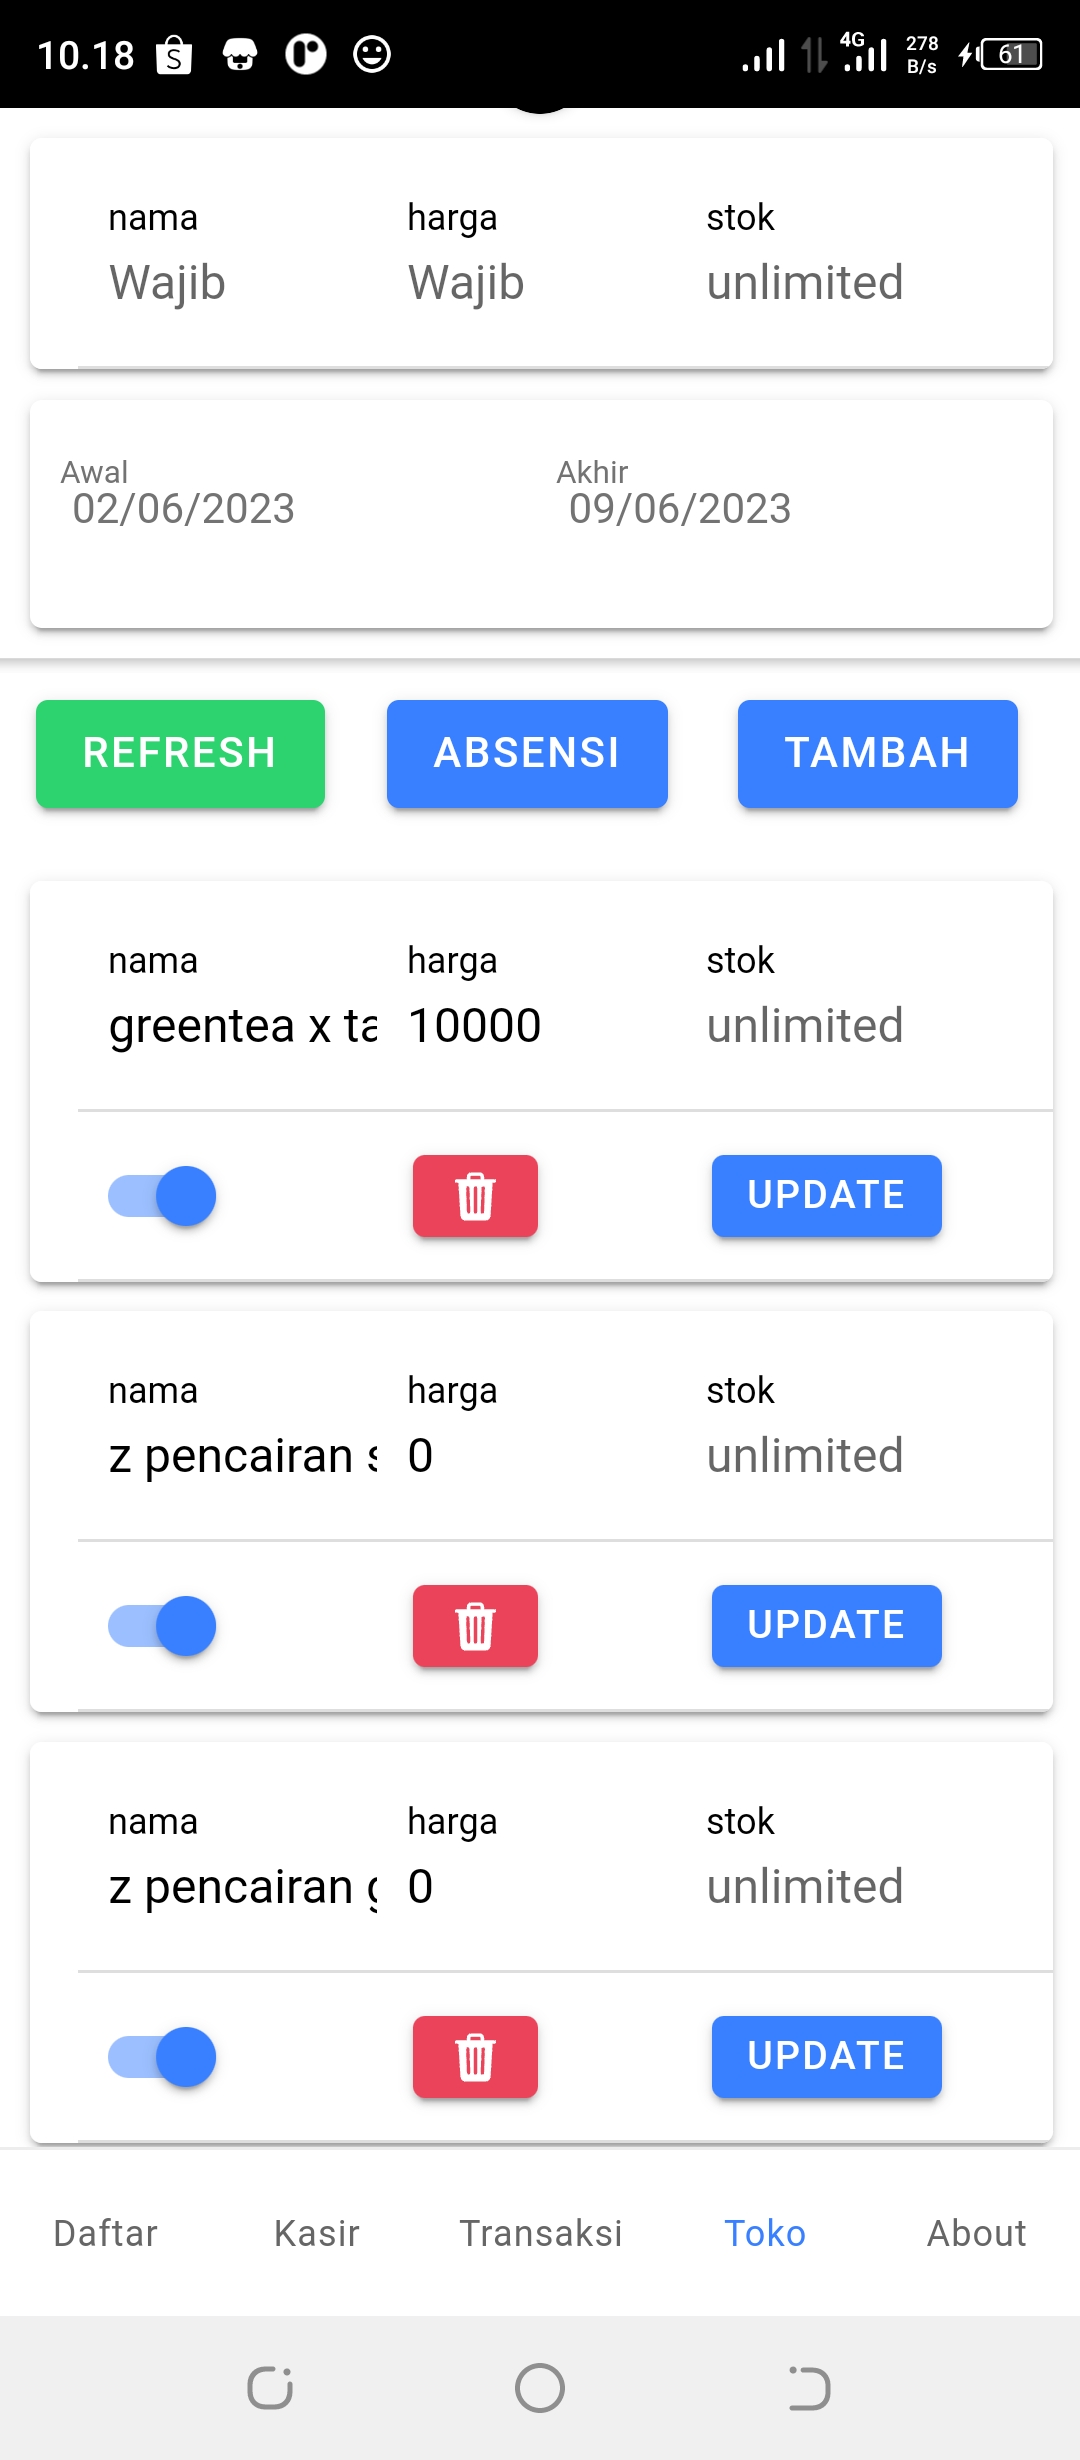 10.18 4G 278 B/s 61
nama harga stok
Wajib Wajib unlimited
Awal Akhir
02/06/2023 09/06/2023
REFRESH ABSENSI TAMBAH
nama harga stok
greentea x ta 10000 unlimited
UPDATE
nama harga stok
z pencairan 0 unlimited
UPDATE
nama harga stok
z pencairan 0 unlimited
UPDATE
Daftar Kasir Transaksi Toko About